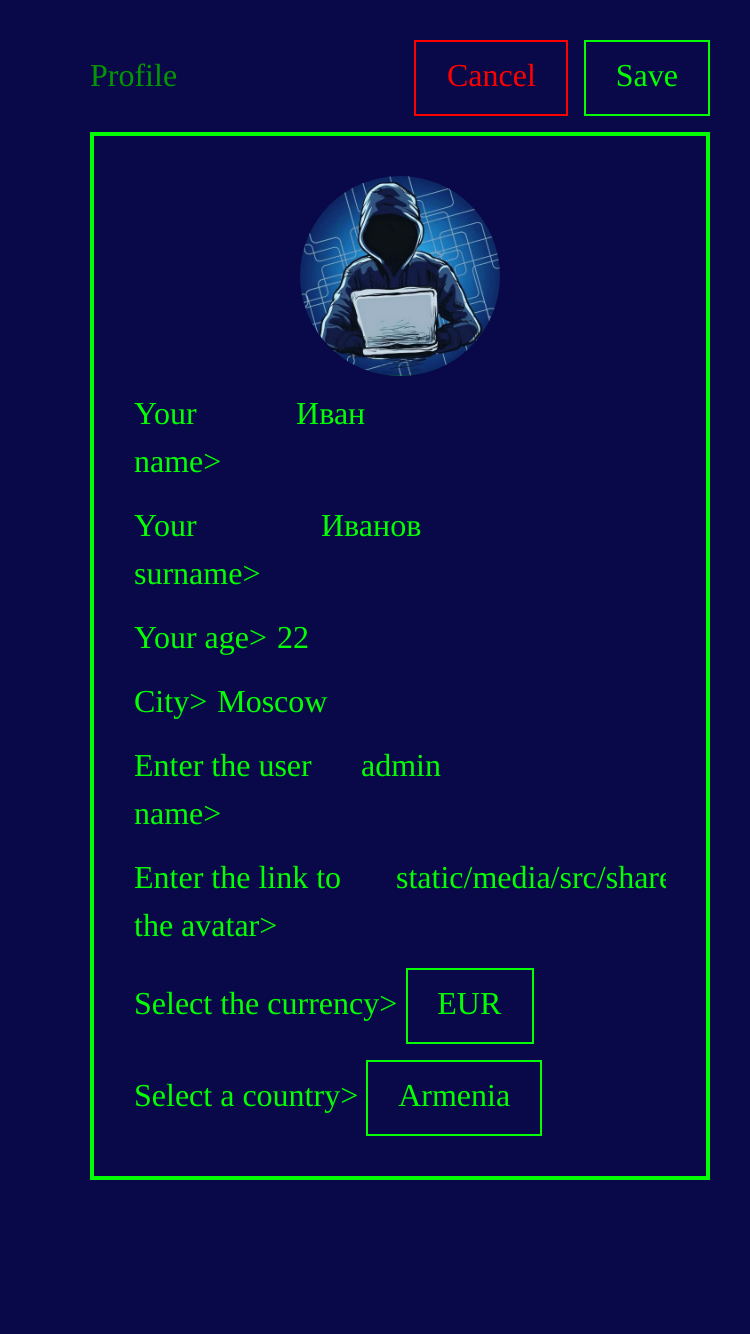 Profile Cancel Save
Your Иван
name>
Your Иванов
surname>
Your age> 22
City> Moscow
Enter the user admin
name>
Enter the link to static/media/src/share
the avatar>
Select the currency> EUR
Select a country> Armenia